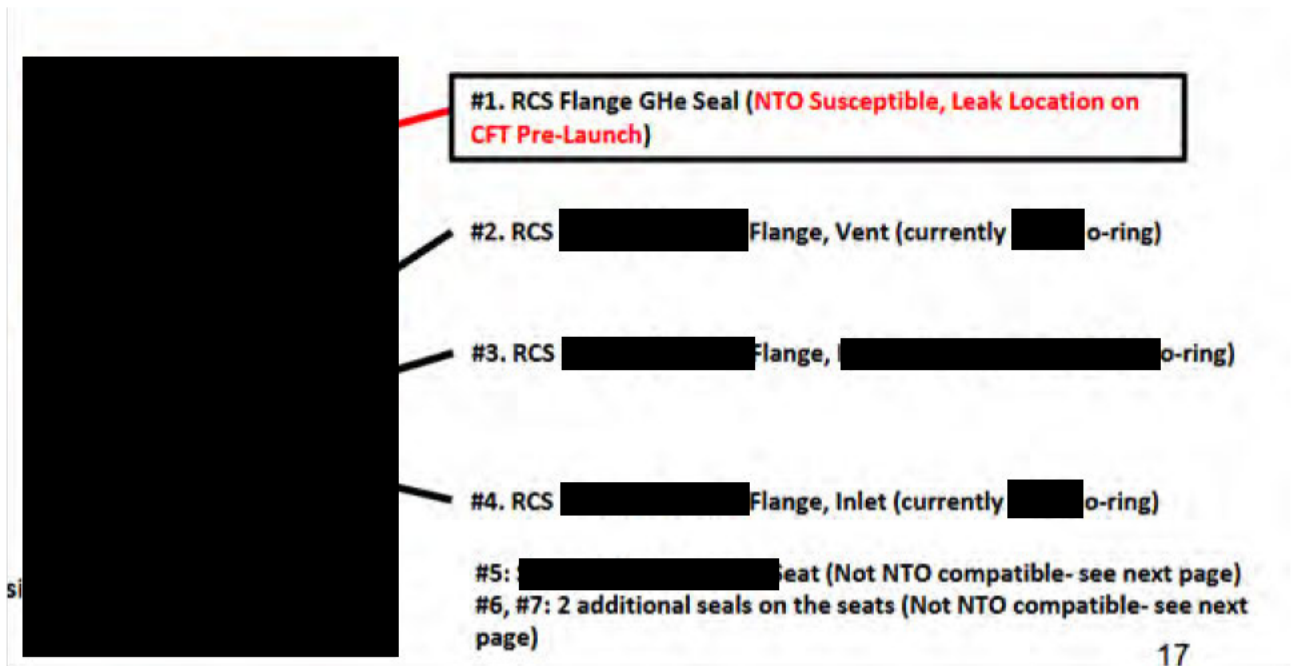 #1. RCS Flange GHe Seal (NTO Susceptible, Leak Location on
CFT Pre-Launch)
#2. RCS Flange, Vent (currently o-ring)
#3. RCS Flange, o-ring)
#4. RCS Flange, Inlet (currently o-ring)
#5: eat (Not NTO compatible- see next page)
si
#6, #7: 2 additional seals on the seats (Not NTO compatible- see next
page)
17